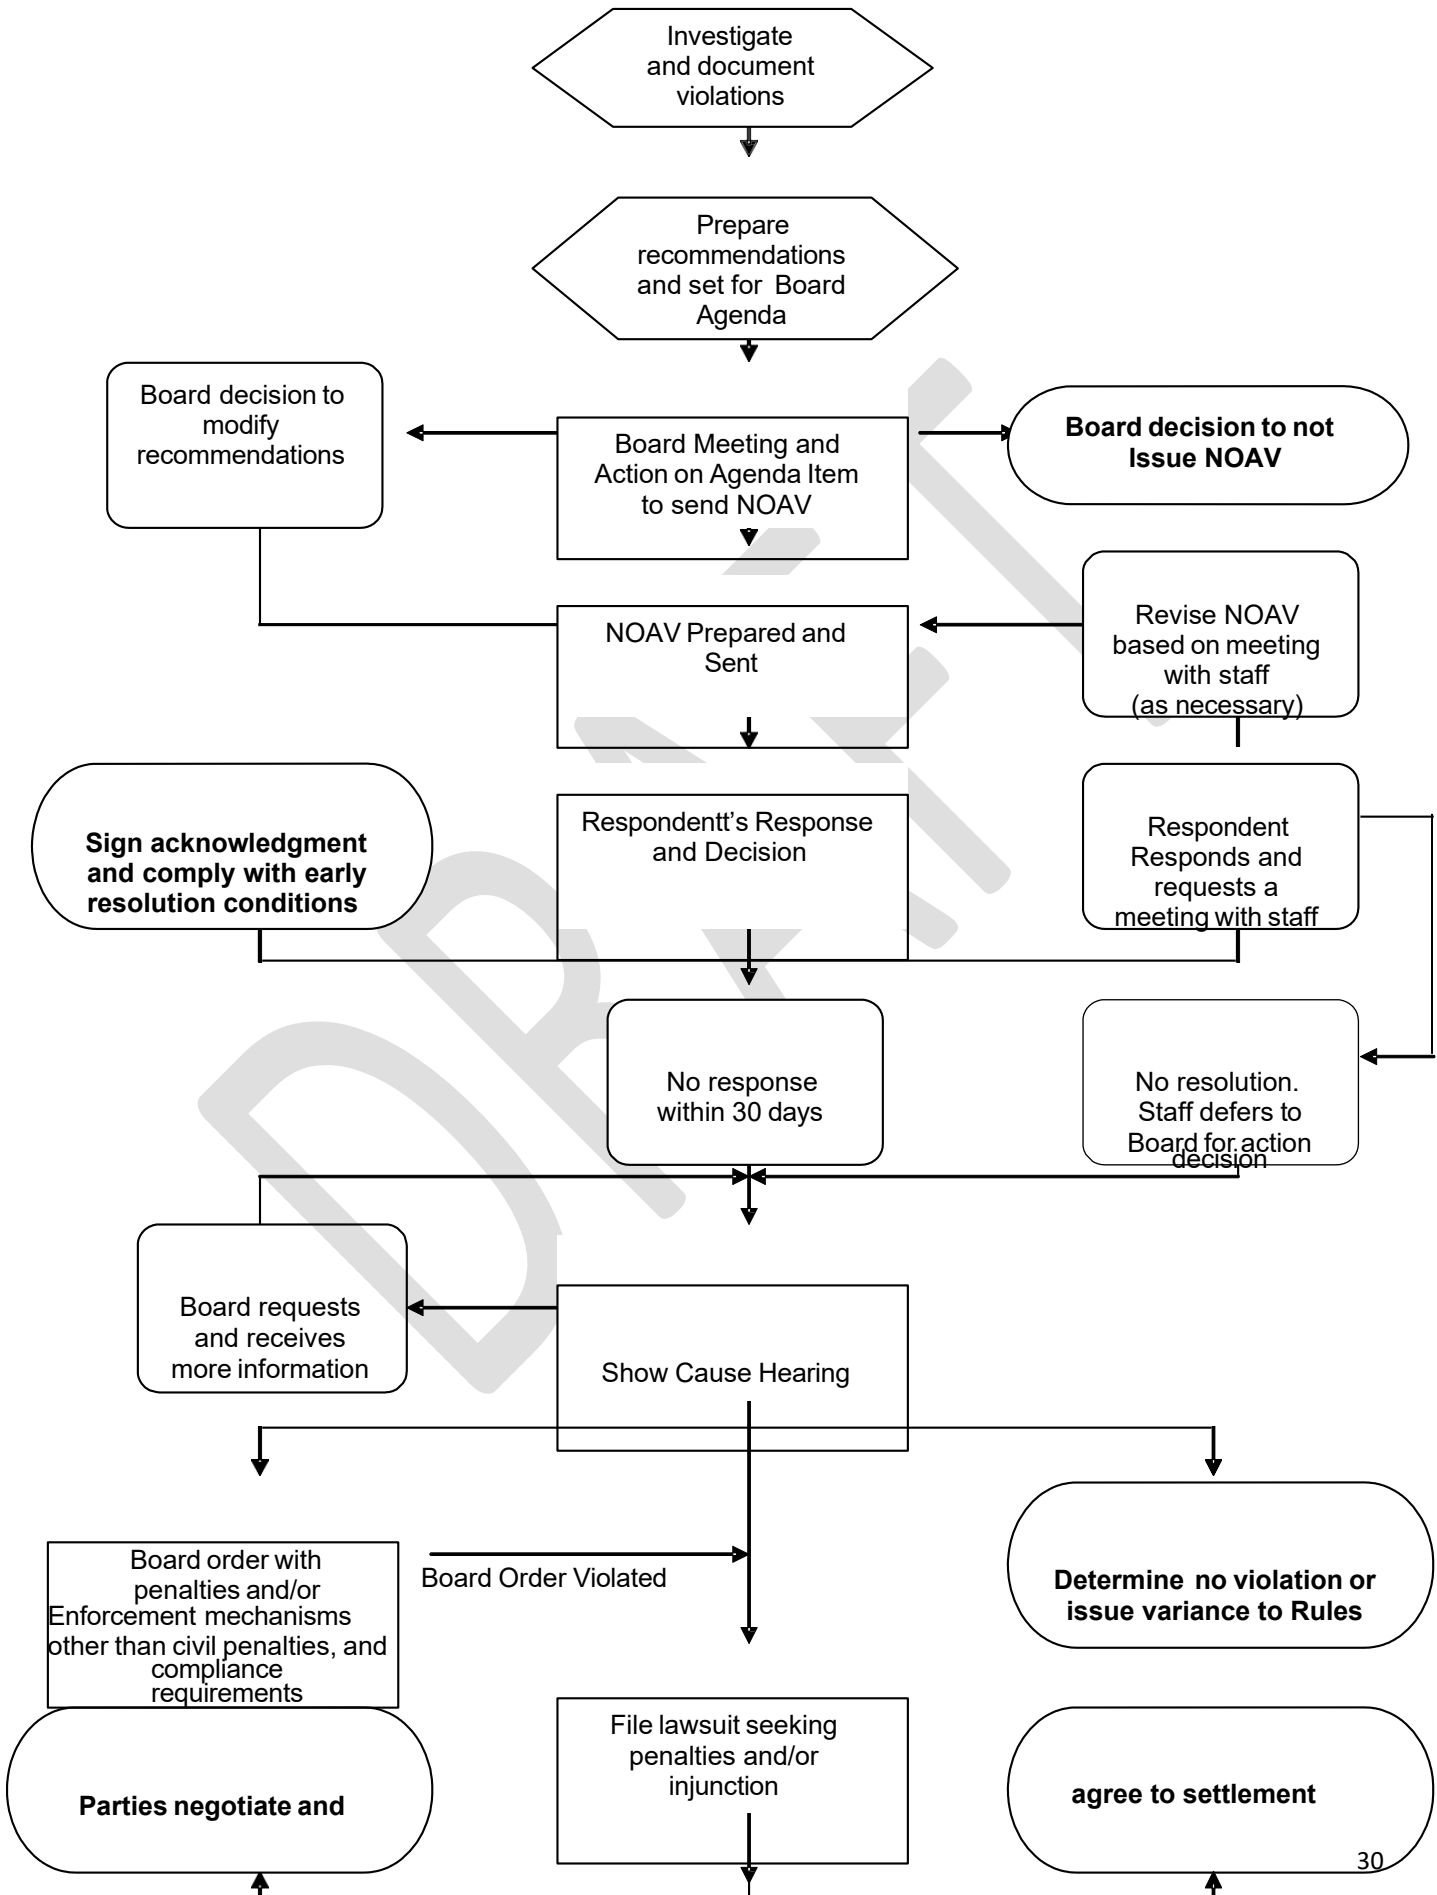 Investigate
and document
violations
Prepare
recommendations
and set for Board
Agenda
Board decision to
modify
recommendations
Board Meeting and
Action on Agenda Item
to send NOAV
Board decision to not
Issue NOAV
NOAV Prepared and
Sent
Revise NOAV
based on meeting
with staff
(as necessary)
Sign acknowledgment
and comply with early
resolution conditions
Respondentt’s Response
and Decision
Respondent
Responds and
requests a
meeting with staff
No response
within 30 days
No resolution.
Staff defers to
Board for action
decision
Board requests
and receives
more information
Show Cause Hearing
Board order with
penalties and/or
Enforcement mechanisms
other than civil penalties, and
compliance
requirements
Board Order Violated
Determine no violation or
issue variance to Rules
Parties negotiate and
File lawsuit seeking
penalties and/or
injunction
agree to settlement
30
DRAFT